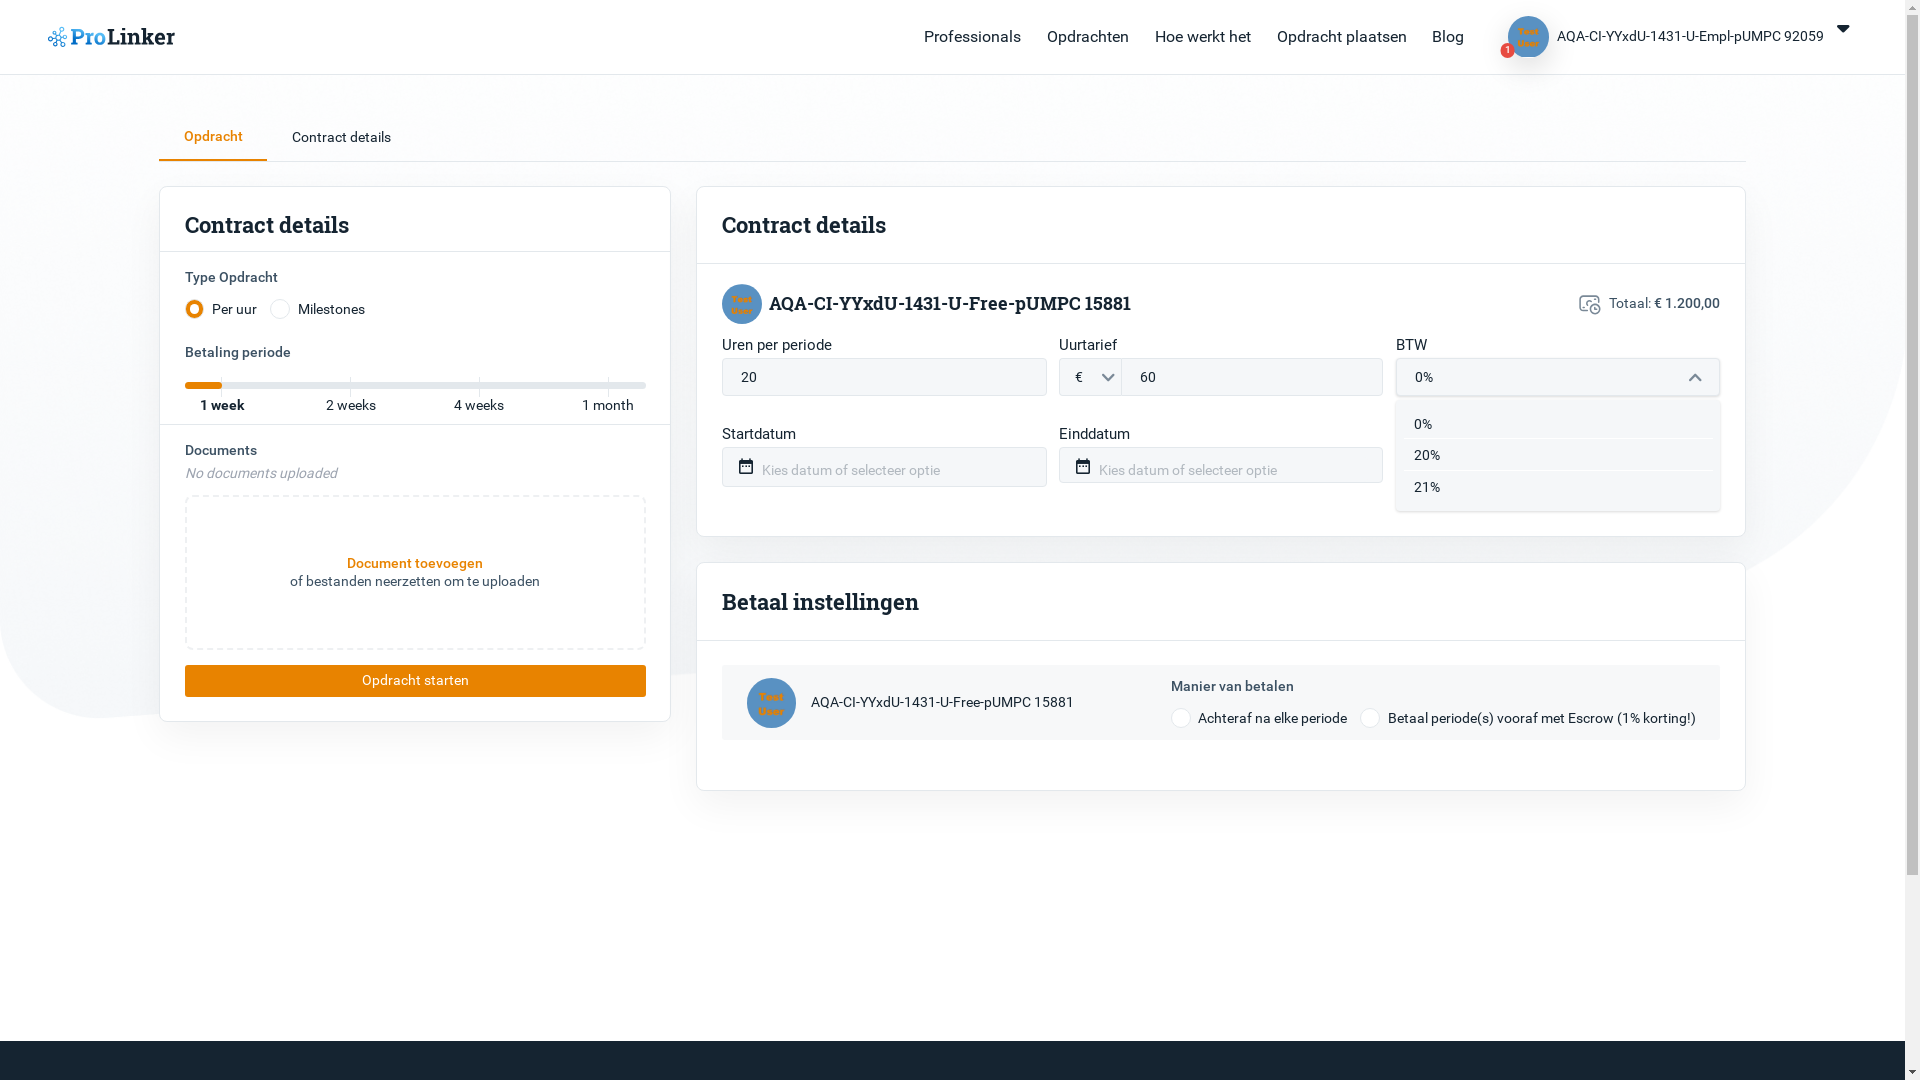 ProLinker
Professionals
Opdrachten
Hoe werkt het
Opdracht plaatsen
Blog
Test
User
1
AQA-CI-YYxdU-1431-U-Empl-pUMPC 92059
Opdracht
Contract details
Contract details
Type Opdracht
Per uur
Milestones
Betaling periode
1 week
2 weeks
4 weeks
1 month
Documents
No documents uploaded
Document toevoegen
of bestanden neerzetten om te uploaden
Opdracht starten
Contract details
Test
User
AQA-CI-YYxdU-1431-U-Free-pUMPC 15881
Totaal: € 1.200,00
Uren per periode
20
Uurtarief
€
60
BTW
0%
0%
20%
21%
Startdatum
Kies datum of selecteer optie
Einddatum
Kies datum of selecteer optie
Betaal instellingen
Test
User
AQA-CI-YYxdU-1431-U-Free-pUMPC 15881
Manier van betalen
Achteraf na elke periode
Betaal periode(s) vooraf met Escrow (1% korting!)